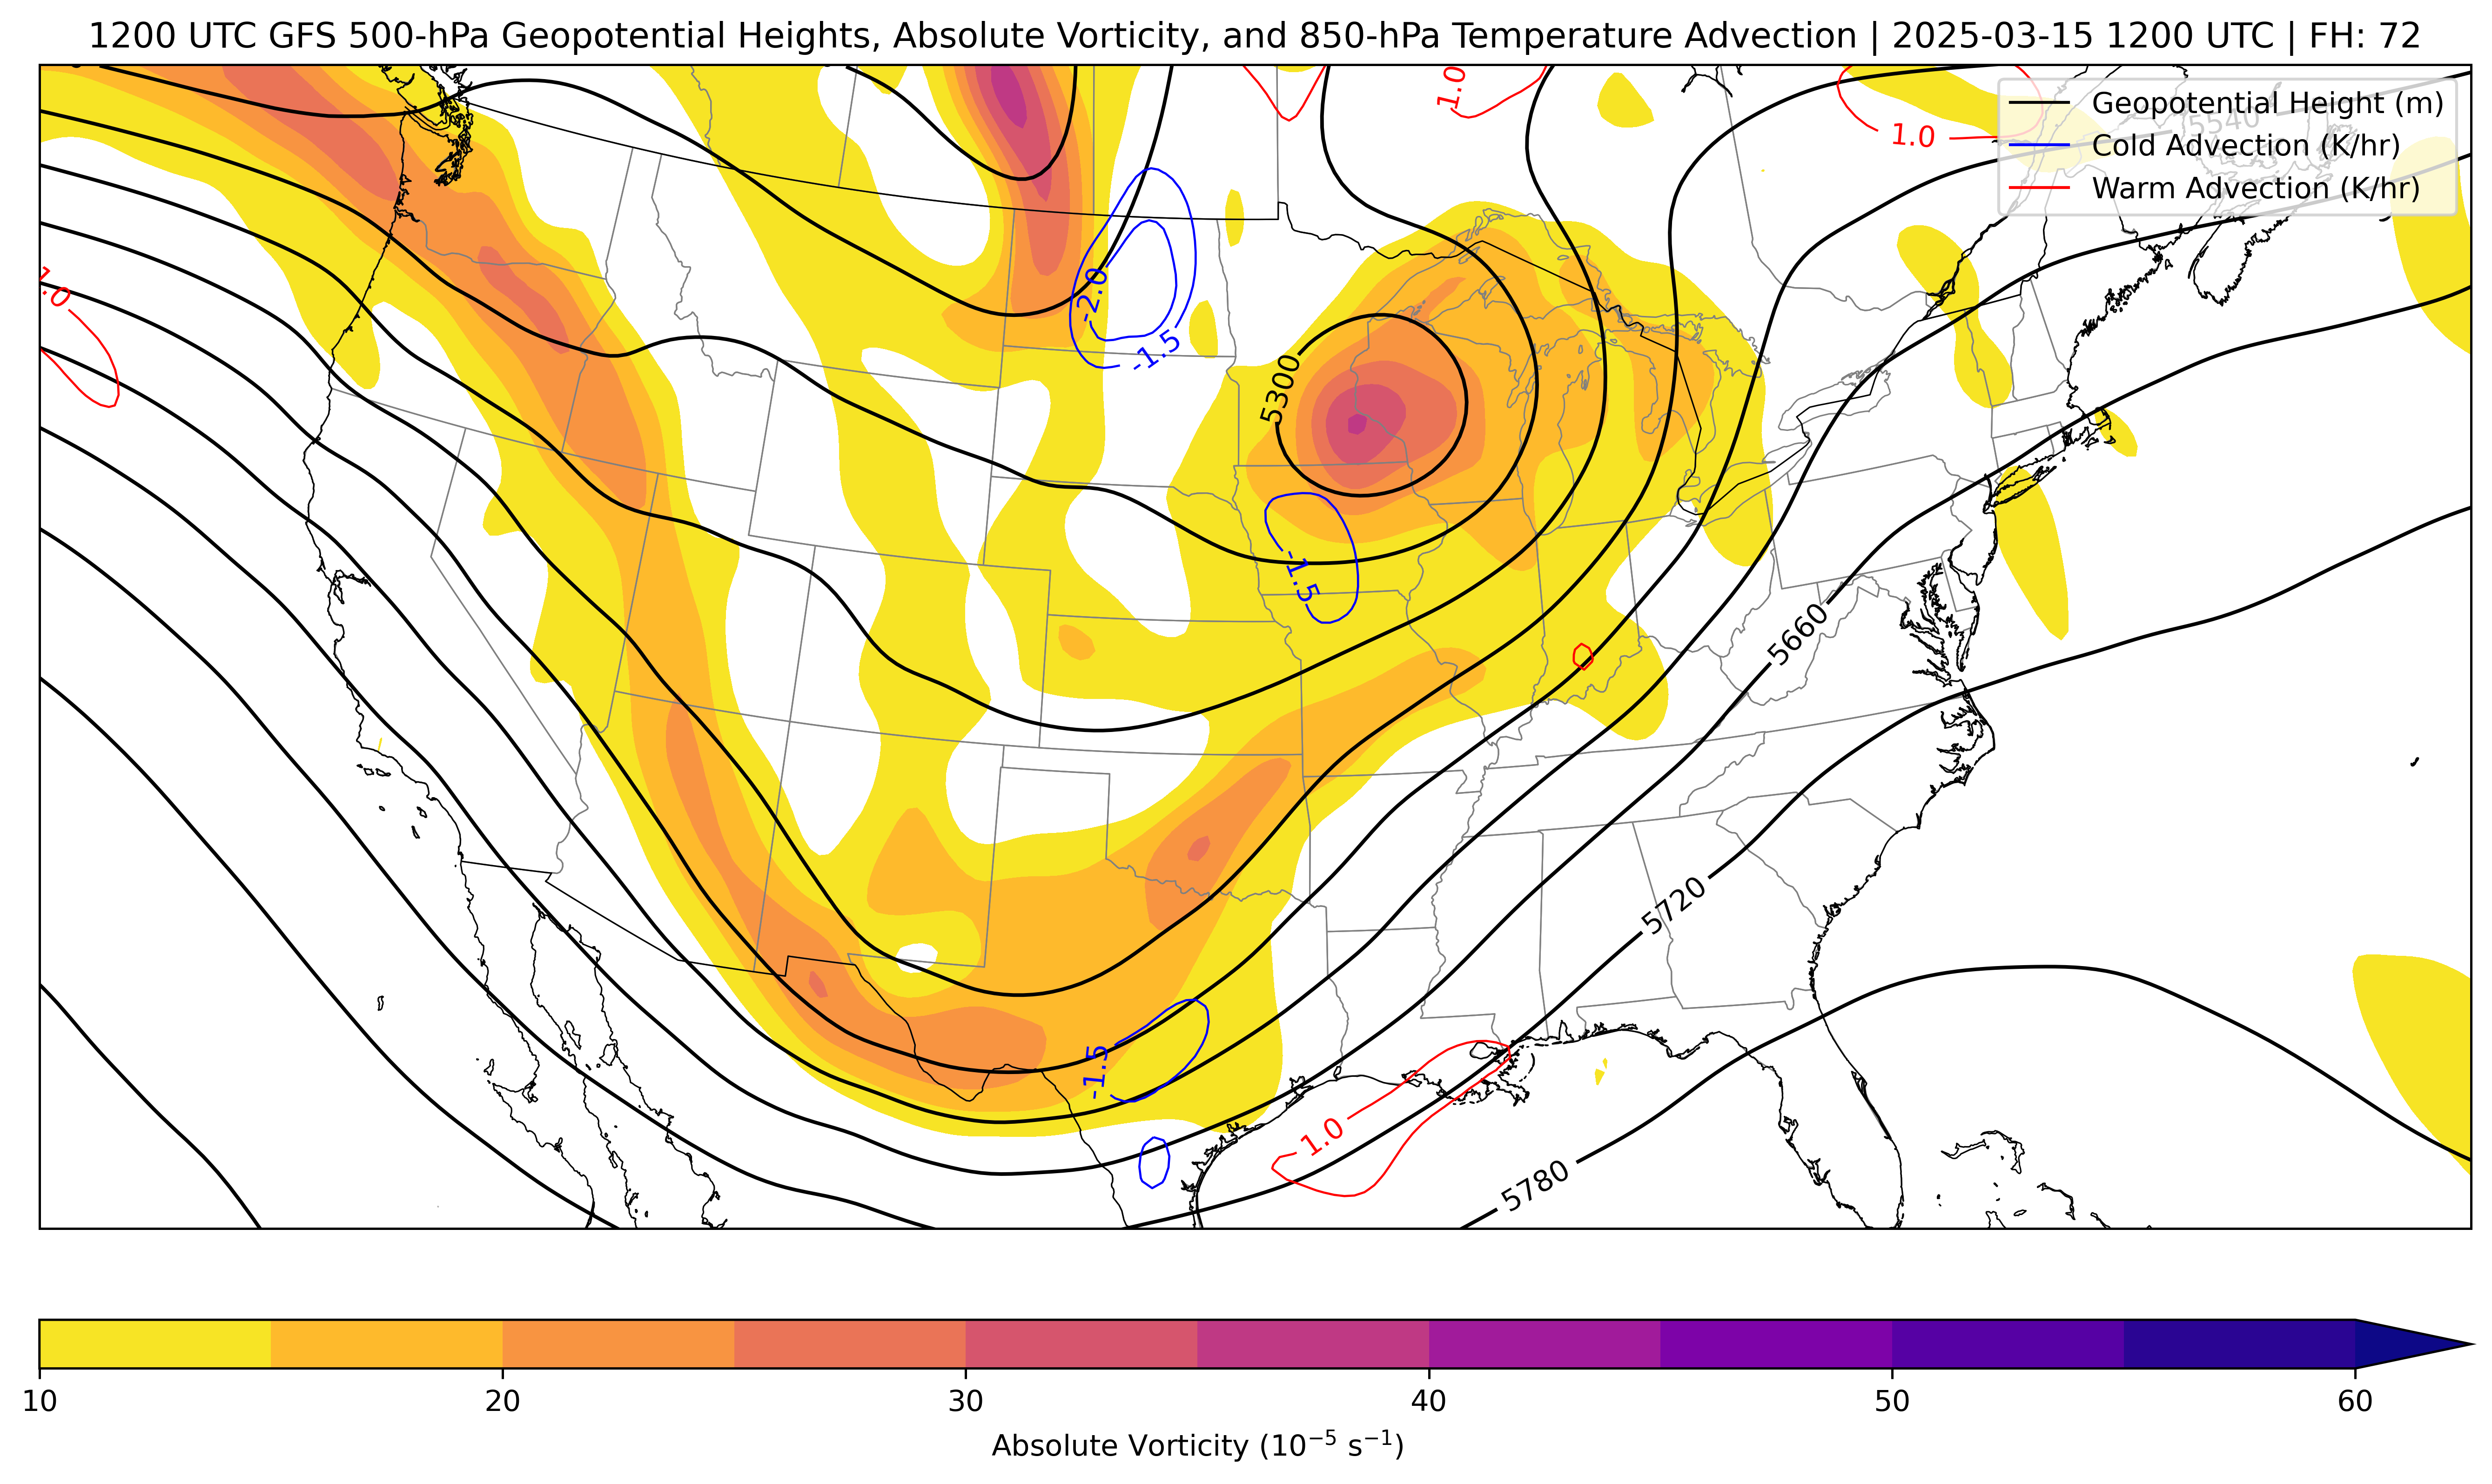 1200 UTC GFS 500-hPa Geopotential Heights, Absolute Vorticity, and 850-hPa Temperature Advection | 2025-03-15 1200 UTC | FH: 72
Geopotential Height (m)
Cold Advection (K/hr)
Warm Advection (K/hr)
1.0
1.0
5540
1.0
-2.0
-1.5
5300
-1.5
5660
5720
-1.5
1.0
5780
10 20 30 40 50 60
Absolute Vorticity (10⁻⁵ s⁻¹)